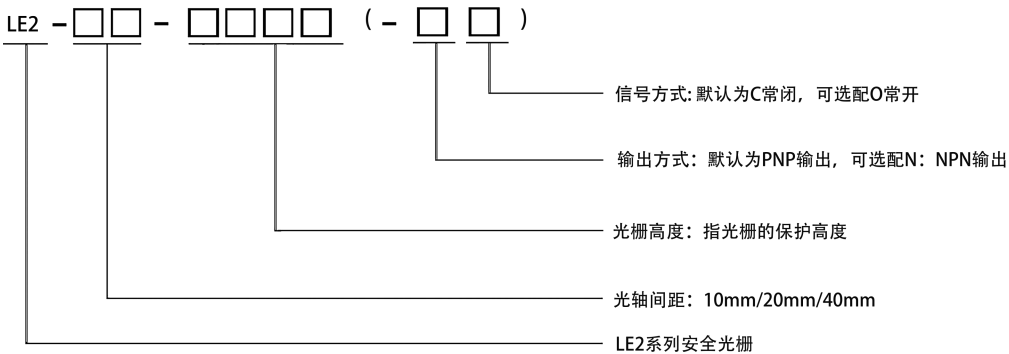 LE2 -□□ - □□□□ (-□ □)
信号方式: 默认为C常闭，可选配O常开
输出方式：默认为PNP输出，可选配N：NPN输出
光栅高度：指光栅的保护高度
光轴间距：10mm/20mm/40mm
LE2系列安全光栅